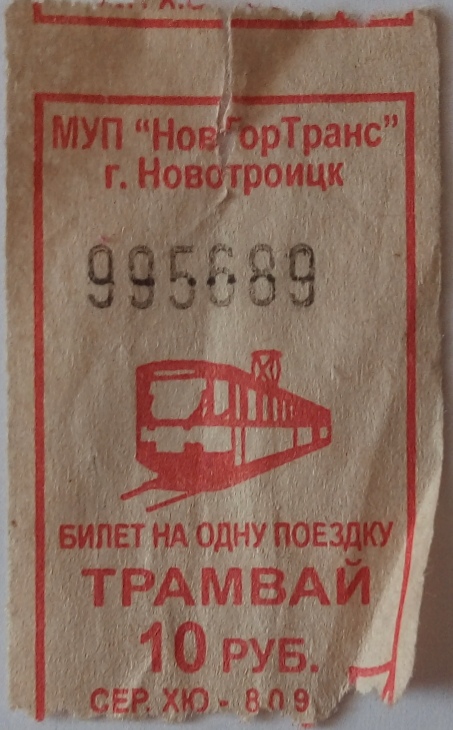 МУП “НовГорТранс”
г. Новотроицк
995689
БИЛЕТ НА ОДНУ ПОЕЗДКУ
ТРАМВАЙ
10 РУБ.
СЕР. ХЮ - 809